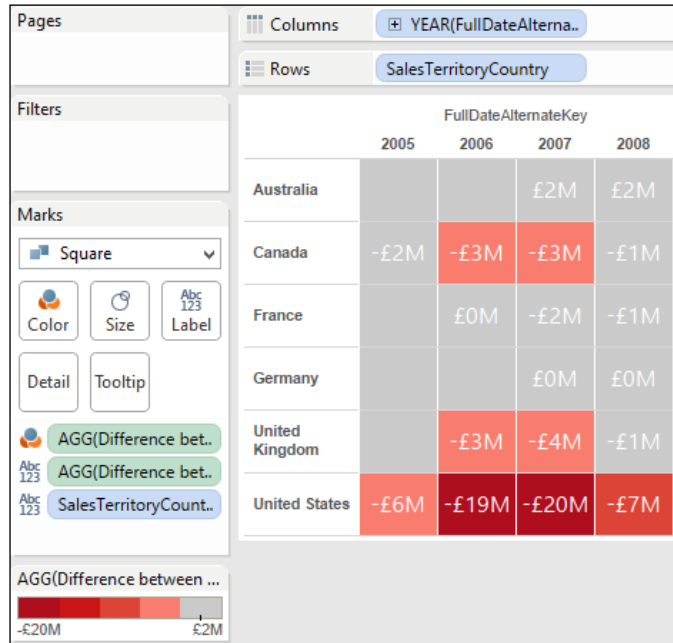 Pages
Columns
YEAR(FullDateAlterna..
Rows
SalesTerritoryCountry
Filters
Marks
Square
Color
Size
Abc
123
Label
Detail
Tooltip
AGG(Difference bet..
Abc
123
AGG(Difference bet..
Abc
123
SalesTerritoryCount..
AGG(Difference between ...
-£20M £2M
FullDateAlternateKey
2005 2006 2007 2008
Australia £2M £2M
Canada -£2M -£3M -£3M -£1M
France £0M -£2M -£1M
Germany £0M £0M
United
Kingdom -£3M -£4M -£1M
United States -£6M -£19M -£20M -£7M